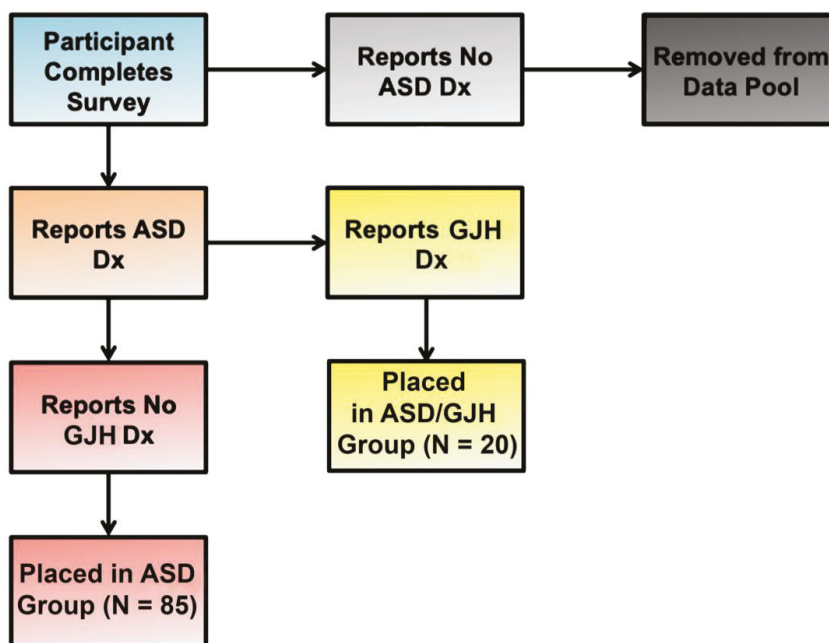 Participant
Completes
Survey
Reports No
ASD Dx
Removed from
Data Pool
Reports ASD
Dx
Reports GJH
Dx
Reports No
GJH Dx
Placed
in ASD/GJH
Group (N = 20)
Placed in ASD
Group (N = 85)